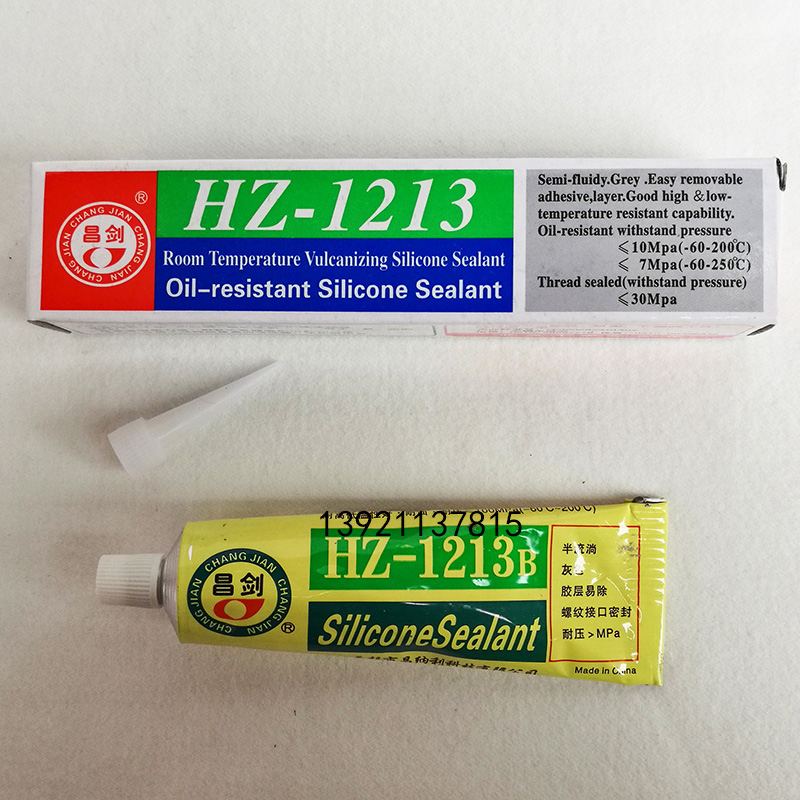 CHANG JIAN CHANG JIAN CHANG JIAN
昌剑
®
HZ-1213
Room Temperature Vulcanizing Silicone Sealant
Oil-resistant Silicone Sealant
Semi-fluidy.Grey .Easy removable
adhesive,layer.Good high &low-
temperature resistant capability.
Oil-resistant withstand pressure
≤10Mpa(-60-200℃)
≤ 7Mpa(-60-250℃)
Thread sealed(withstand pressure)
≤30Mpa
13921137815
CHANG JIAN CHANG JIAN CHANG JIAN
昌剑
®
HZ-1213B
SiliconeSealant
半流淌
灰色
胶层易除
螺纹接口密封
耐压>MPa
Made in China